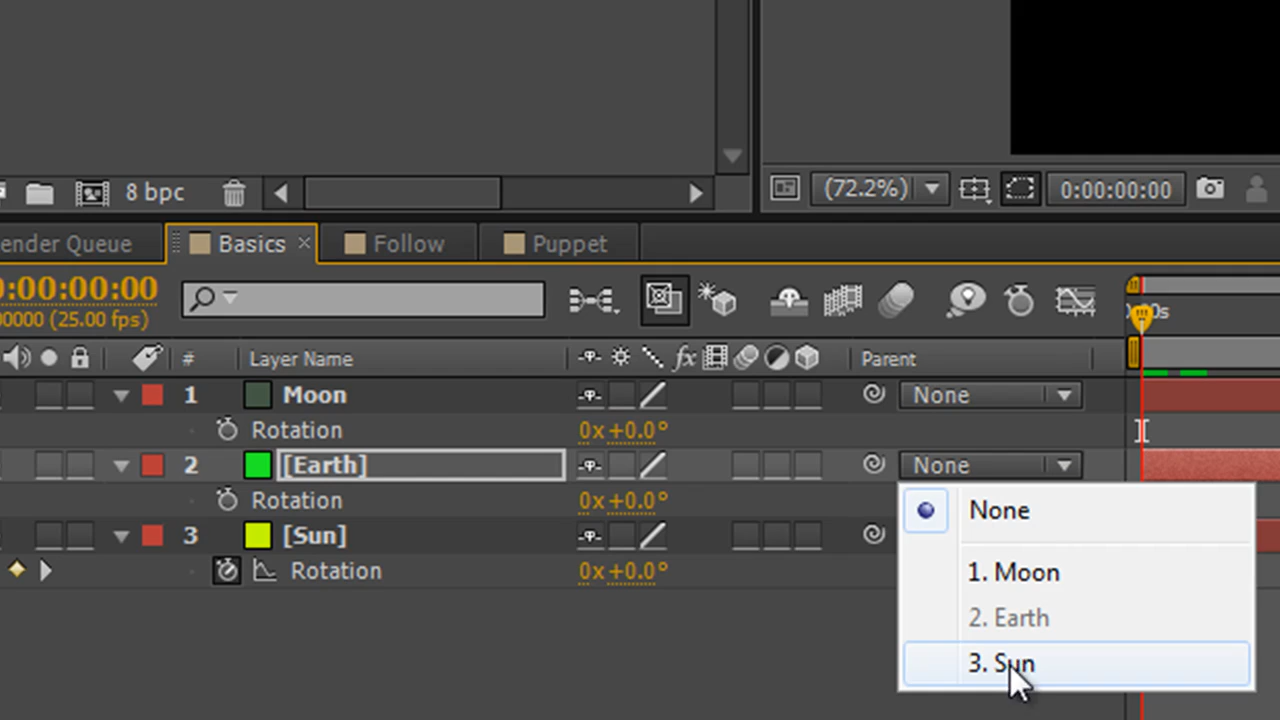 8 bpc
(72.2%)
0:00:00:00
ender Queue
Basics ×
Follow
Puppet
0:00:00:00
00000 (25.00 fps)
# Layer Name
fx
Parent
1 Moon
None
Rotation
0x+0.0°
2 [Earth]
None
Rotation
0x+0.0°
3 [Sun]
Rotation
0x+0.0°
None
1. Moon
2. Earth
3. Sun